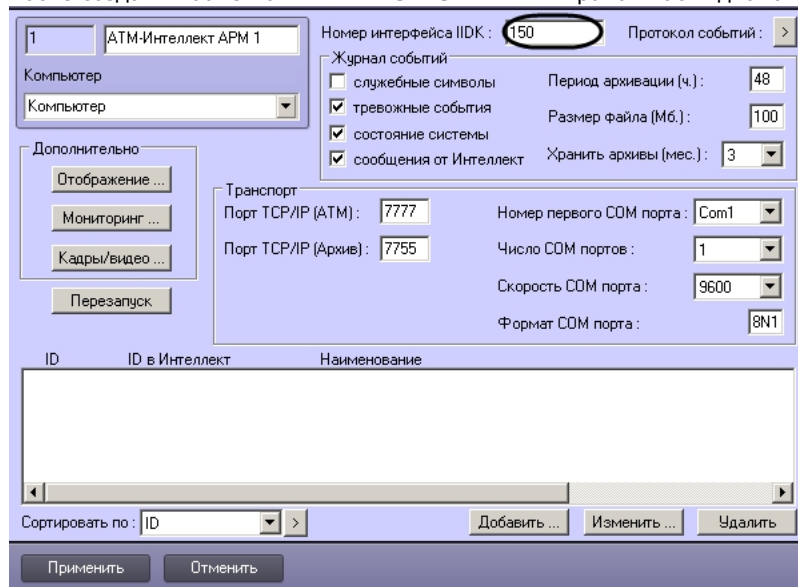 1 АТМ-Интеллект АРМ 1
Номер интерфейса IIDK : 150 Протокол событий : >
Компьютер
Компьютер
Журнал событий
служебные символы Период архивации (ч.) : 48
тревожные события Размер файла (Мб.) : 100
состояние системы
сообщения от Интеллект Хранить архивы (мес.) : 3
Дополнительно
Отображение ...
Мониторинг ...
Кадры/видео ...
Перезапуск
Транспорт
Порт TCP/IP (АТМ) : 7777 Номер первого COM порта : Com1
Порт TCP/IP (Архив) : 7755 Число COM портов : 1
Скорость COM порта : 9600
Формат COM порта : 8N1
ID ID в Интеллект Наименование
Сортировать по : ID > Добавить ... Изменить ... Удалить
Применить Отменить